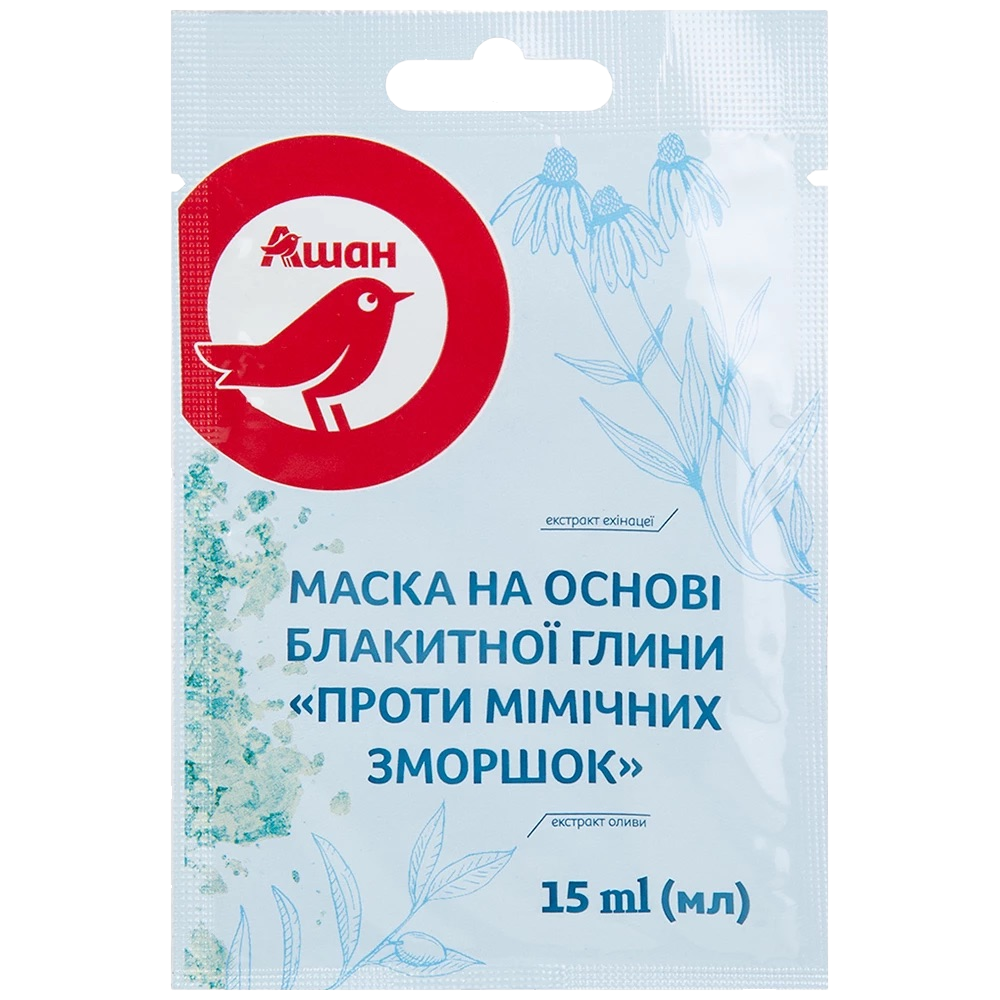 Ашан
екстракт ехінацеї
МАСКА НА ОСНОВІ
БЛАКИТНОЇ ГЛИНИ
«ПРОТИ МІМІЧНИХ
ЗМОРШОК»
екстракт оливи
15 ml (мл)